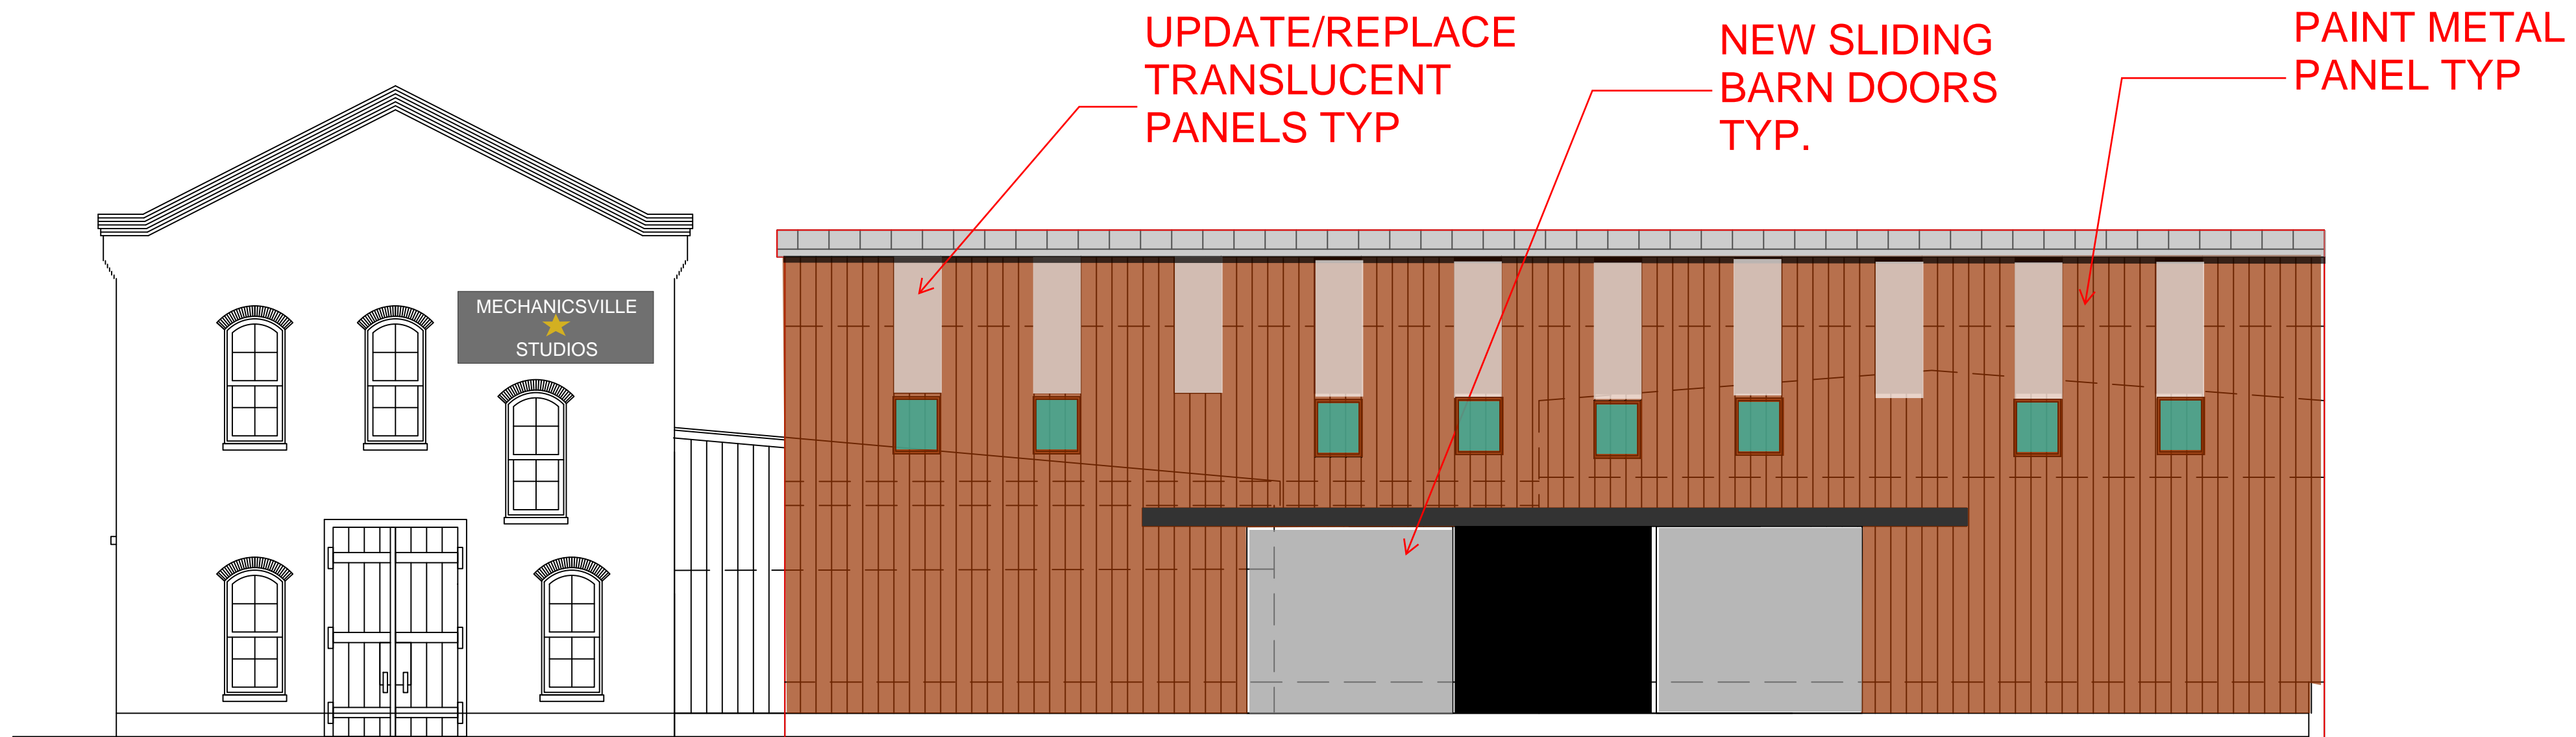 UPDATE/REPLACE
TRANSLUCENT
PANELS TYP
NEW SLIDING
BARN DOORS
TYP.
PAINT METAL
PANEL TYP
MECHANICSVILLE
STUDIOS